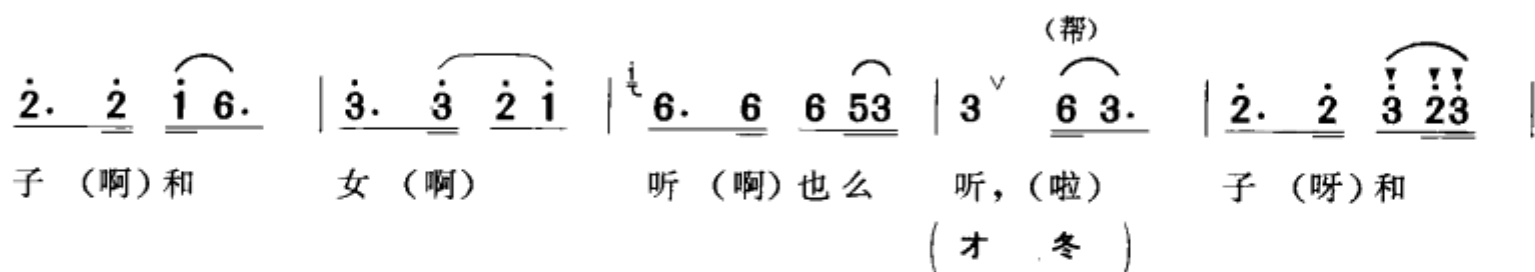 （帮）
2. 2 1 6. | 3. 3 2 1 | 6. 6 6 53 | 3 ∨ 6 3. | 2. 2 3 23 |
子（啊）和 女（啊） 听（啊）也么 听，（啦） 子（呀）和
（才 冬）